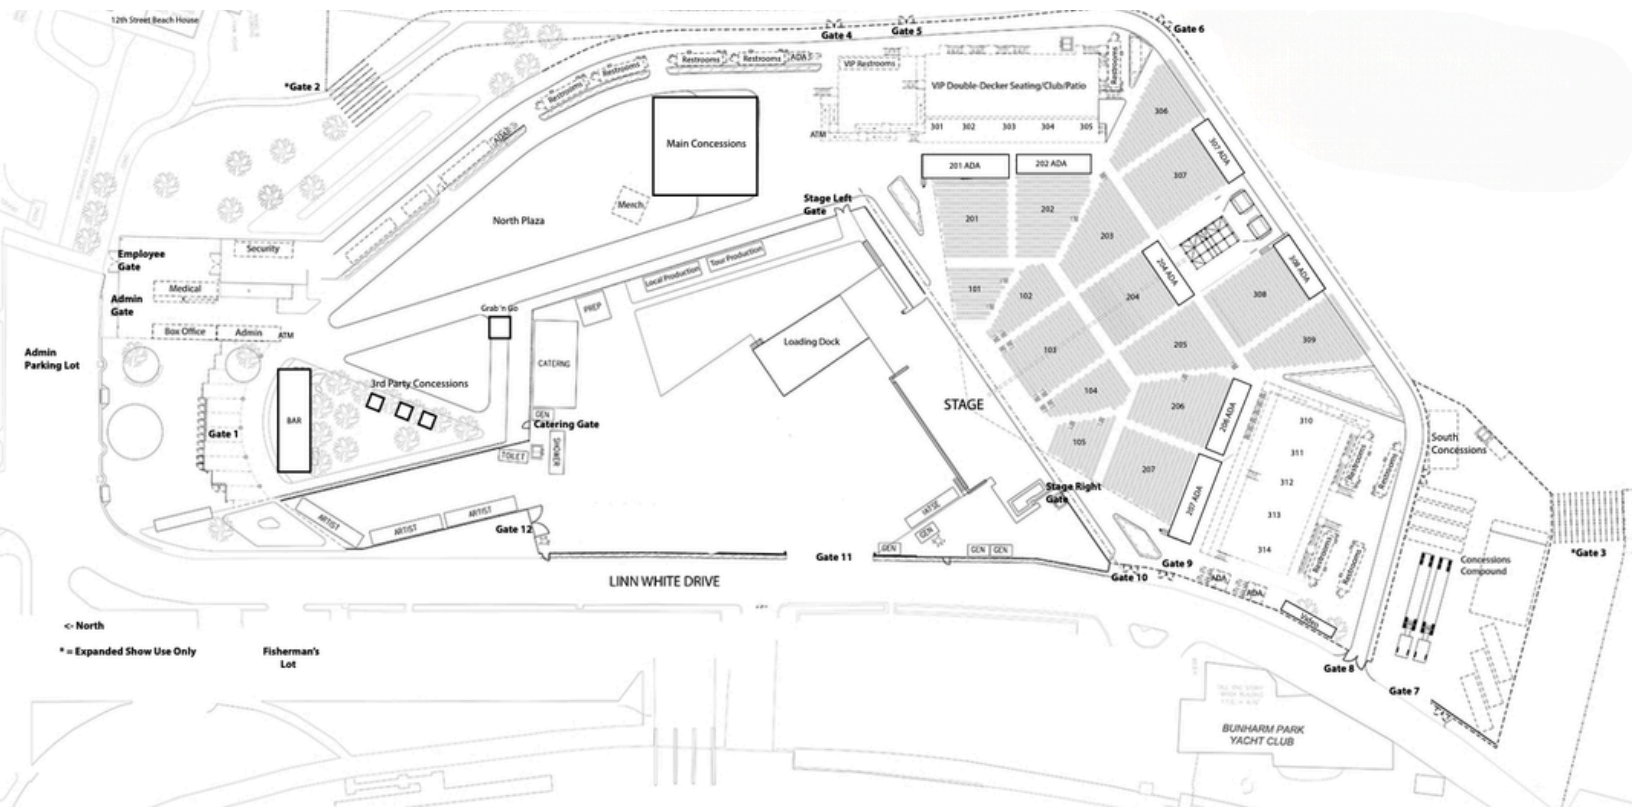 12th Street Beach House
Gate 4
Gate 5
Gate 6
*Gate 2
Restrooms
Restrooms
Restrooms
Restrooms
ADA
ADA
VIP Restrooms
Restrooms
VIP Double-Decker Seating/Club/Patio
301
302
303
304
305
ATM
306
307 ADA
307
Main Concessions
201 ADA
202 ADA
Merch
North Plaza
Stage Left
Gate
201
202
203
204 ADA
308 ADA
Employee
Gate
Security
Medical
Admin
Gate
Local Production
Tour Production
101
102
204
308
Box Office
Admin
ATM
Grab 'n Go
PREP
CATERNG
Loading Dock
103
205
309
Admin
Parking Lot
3rd Party Concessions
BAR
Gate 1
GEN
Catering Gate
TOILET
SHOWER
STAGE
104
206
206 ADA
105
207
207 ADA
310
311
312
313
314
Restrooms
Restrooms
Restrooms
Restrooms
South
Concessions
Stage Right
Gate
IATSE
GEN
GEN
GEN
GEN
ARTIST
ARTIST
ARTIST
Gate 12
Gate 11
Gate 10
Gate 9
ADA
ADA
Video
Concessions
Compound
*Gate 3
LINN WHITE DRIVE
<- North
* = Expanded Show Use Only
Fisherman's
Lot
Gate 8
Gate 7
BUNHARM PARK
YACHT CLUB